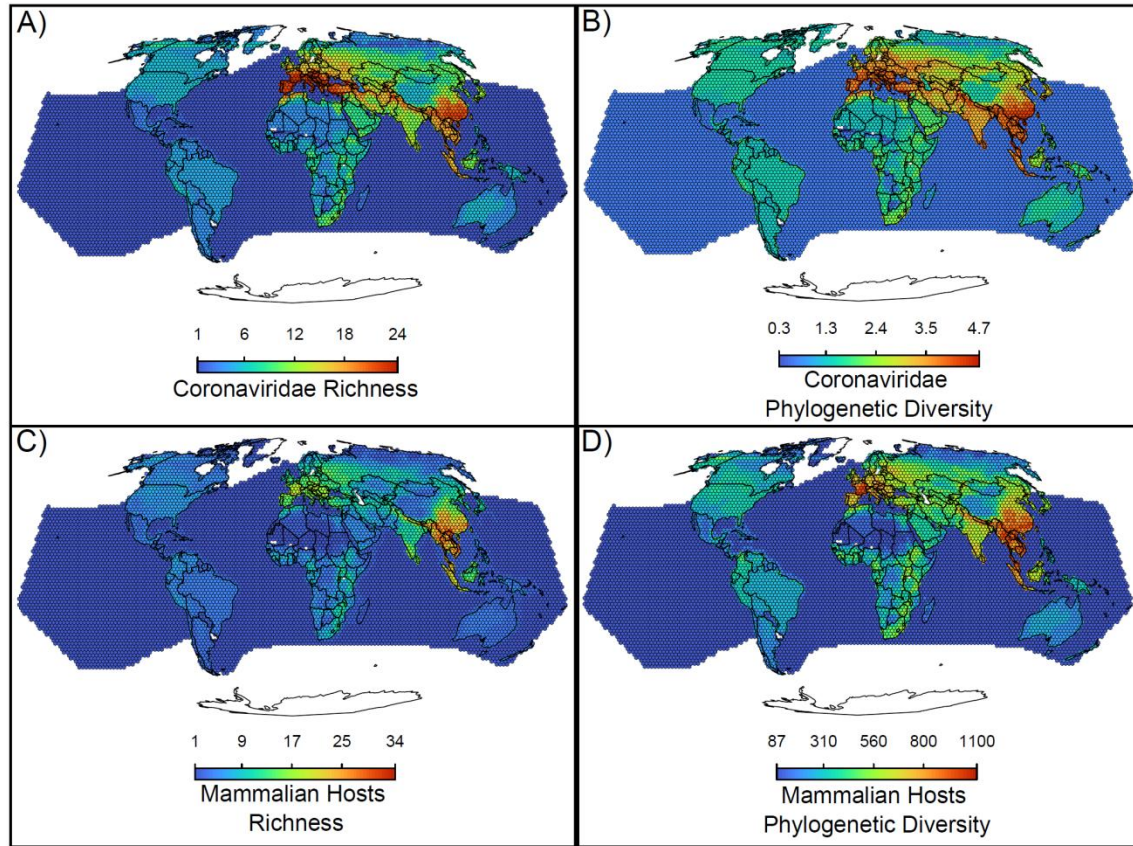 A)
1 6 12 18 24
Coronaviridae Richness
B)
0.3 1.3 2.4 3.5 4.7
Coronaviridae
Phylogenetic Diversity
C)
1 9 17 25 34
Mammalian Hosts
Richness
D)
87 310 560 800 1100
Mammalian Hosts
Phylogenetic Diversity